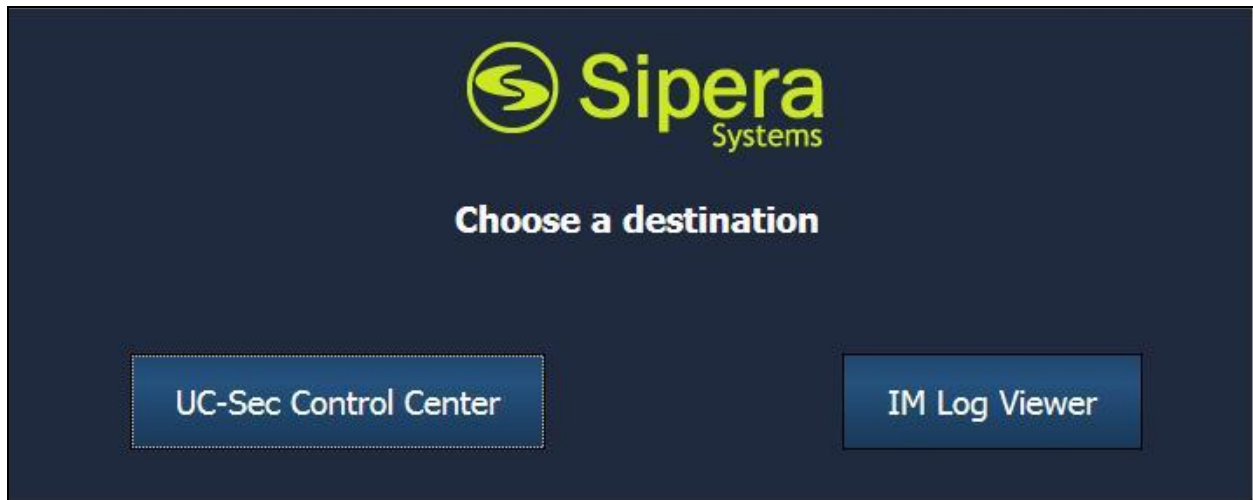 Sipera
Systems
Choose a destination
UC-Sec Control Center
IM Log Viewer